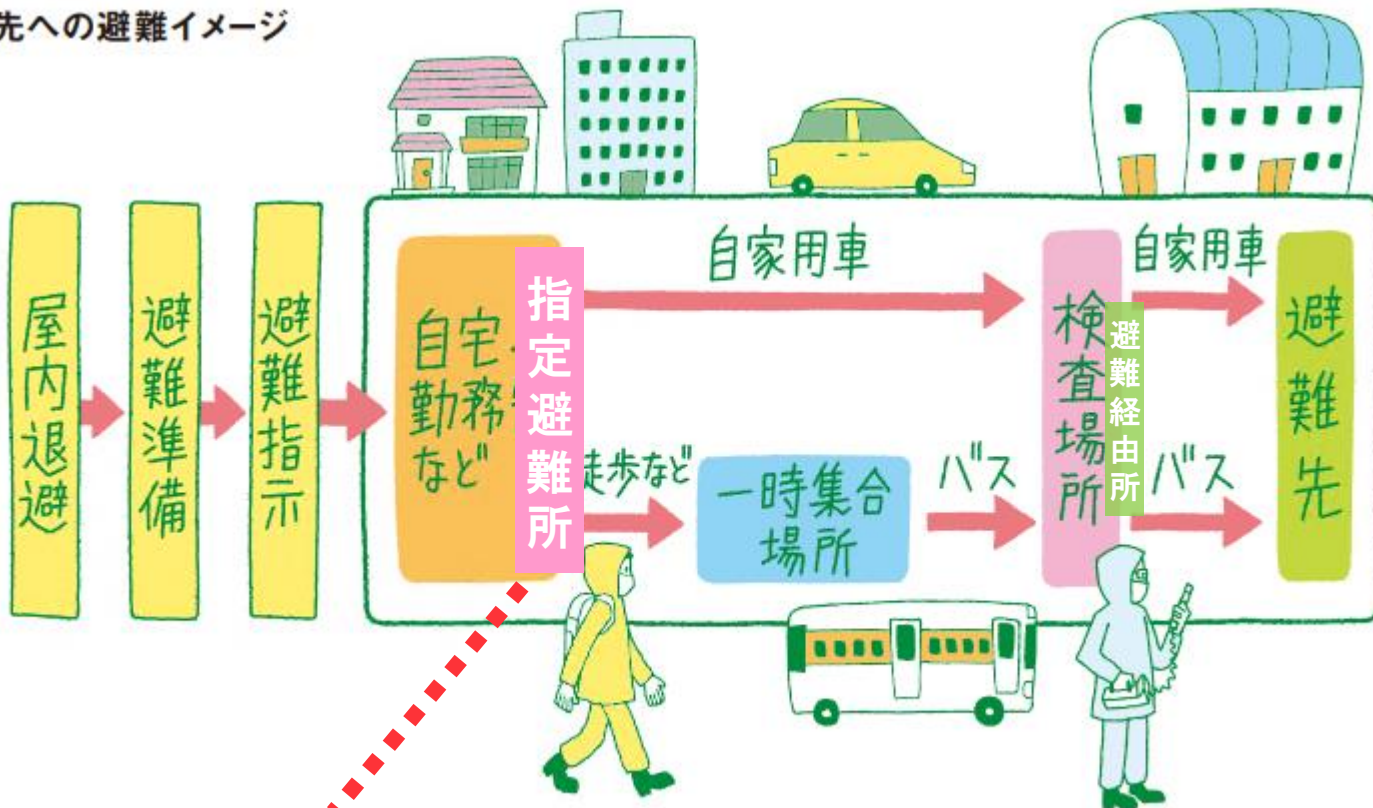 先への避難イメージ
屋内退避
避難準備
避難指示
自宅
勤務
など
指定避難所
自家用車
徒歩など
一時集合
場所
バス
検査場所
避難経由所
自家用車
バス
避難先